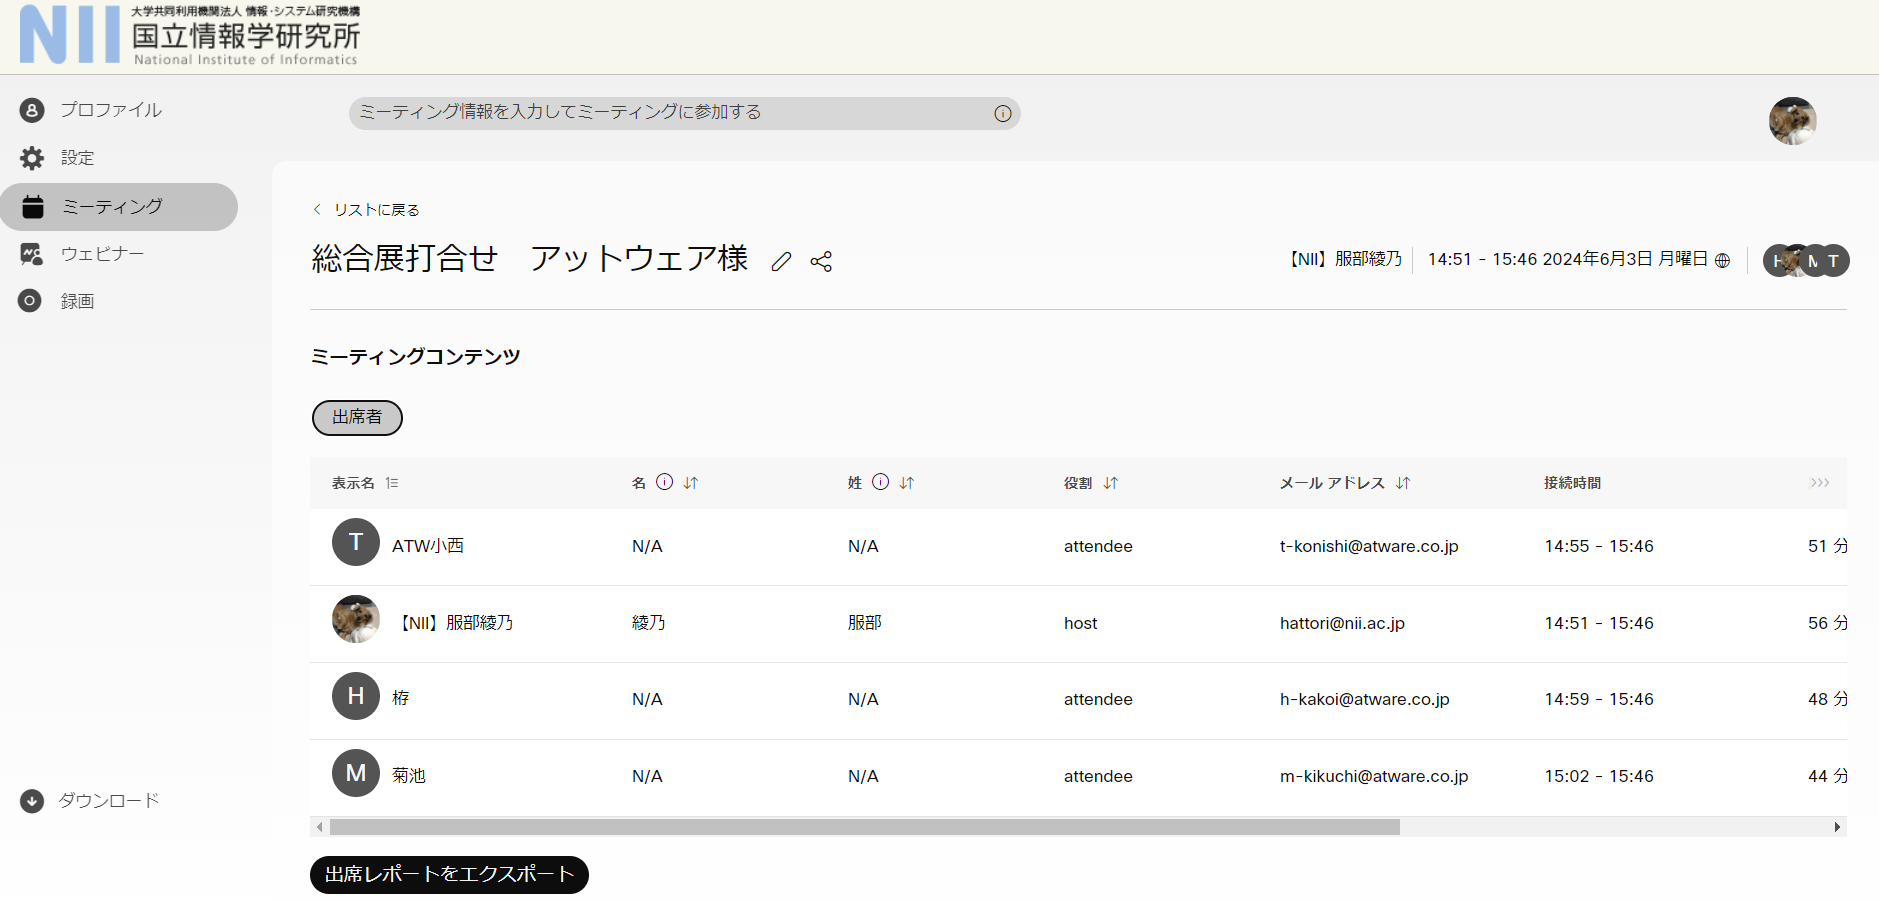 NII
大学共同利用機関法人 情報・システム研究機構
国立情報学研究所
National Institute of Informatics
プロファイル
設定
ミーティング
ウェビナー
録画
ダウンロード
ミーティング情報を入力してミーティングに参加する
リストに戻る
総合展打合せ　アットウェア様
【NII】服部綾乃
14:51 - 15:46 2024年6月3日 月曜日
H M T
ミーティングコンテンツ
出席者
表示名 名 姓 役割 メール アドレス 接続時間
T ATW小西 N/A N/A attendee t-konishi@atware.co.jp 14:55 - 15:46 51 分
【NII】服部綾乃 綾乃 服部 host hattori@nii.ac.jp 14:51 - 15:46 56 分
H 栫 N/A N/A attendee h-kakoi@atware.co.jp 14:59 - 15:46 48 分
M 菊池 N/A N/A attendee m-kikuchi@atware.co.jp 15:02 - 15:46 44 分
出席レポートをエクスポート